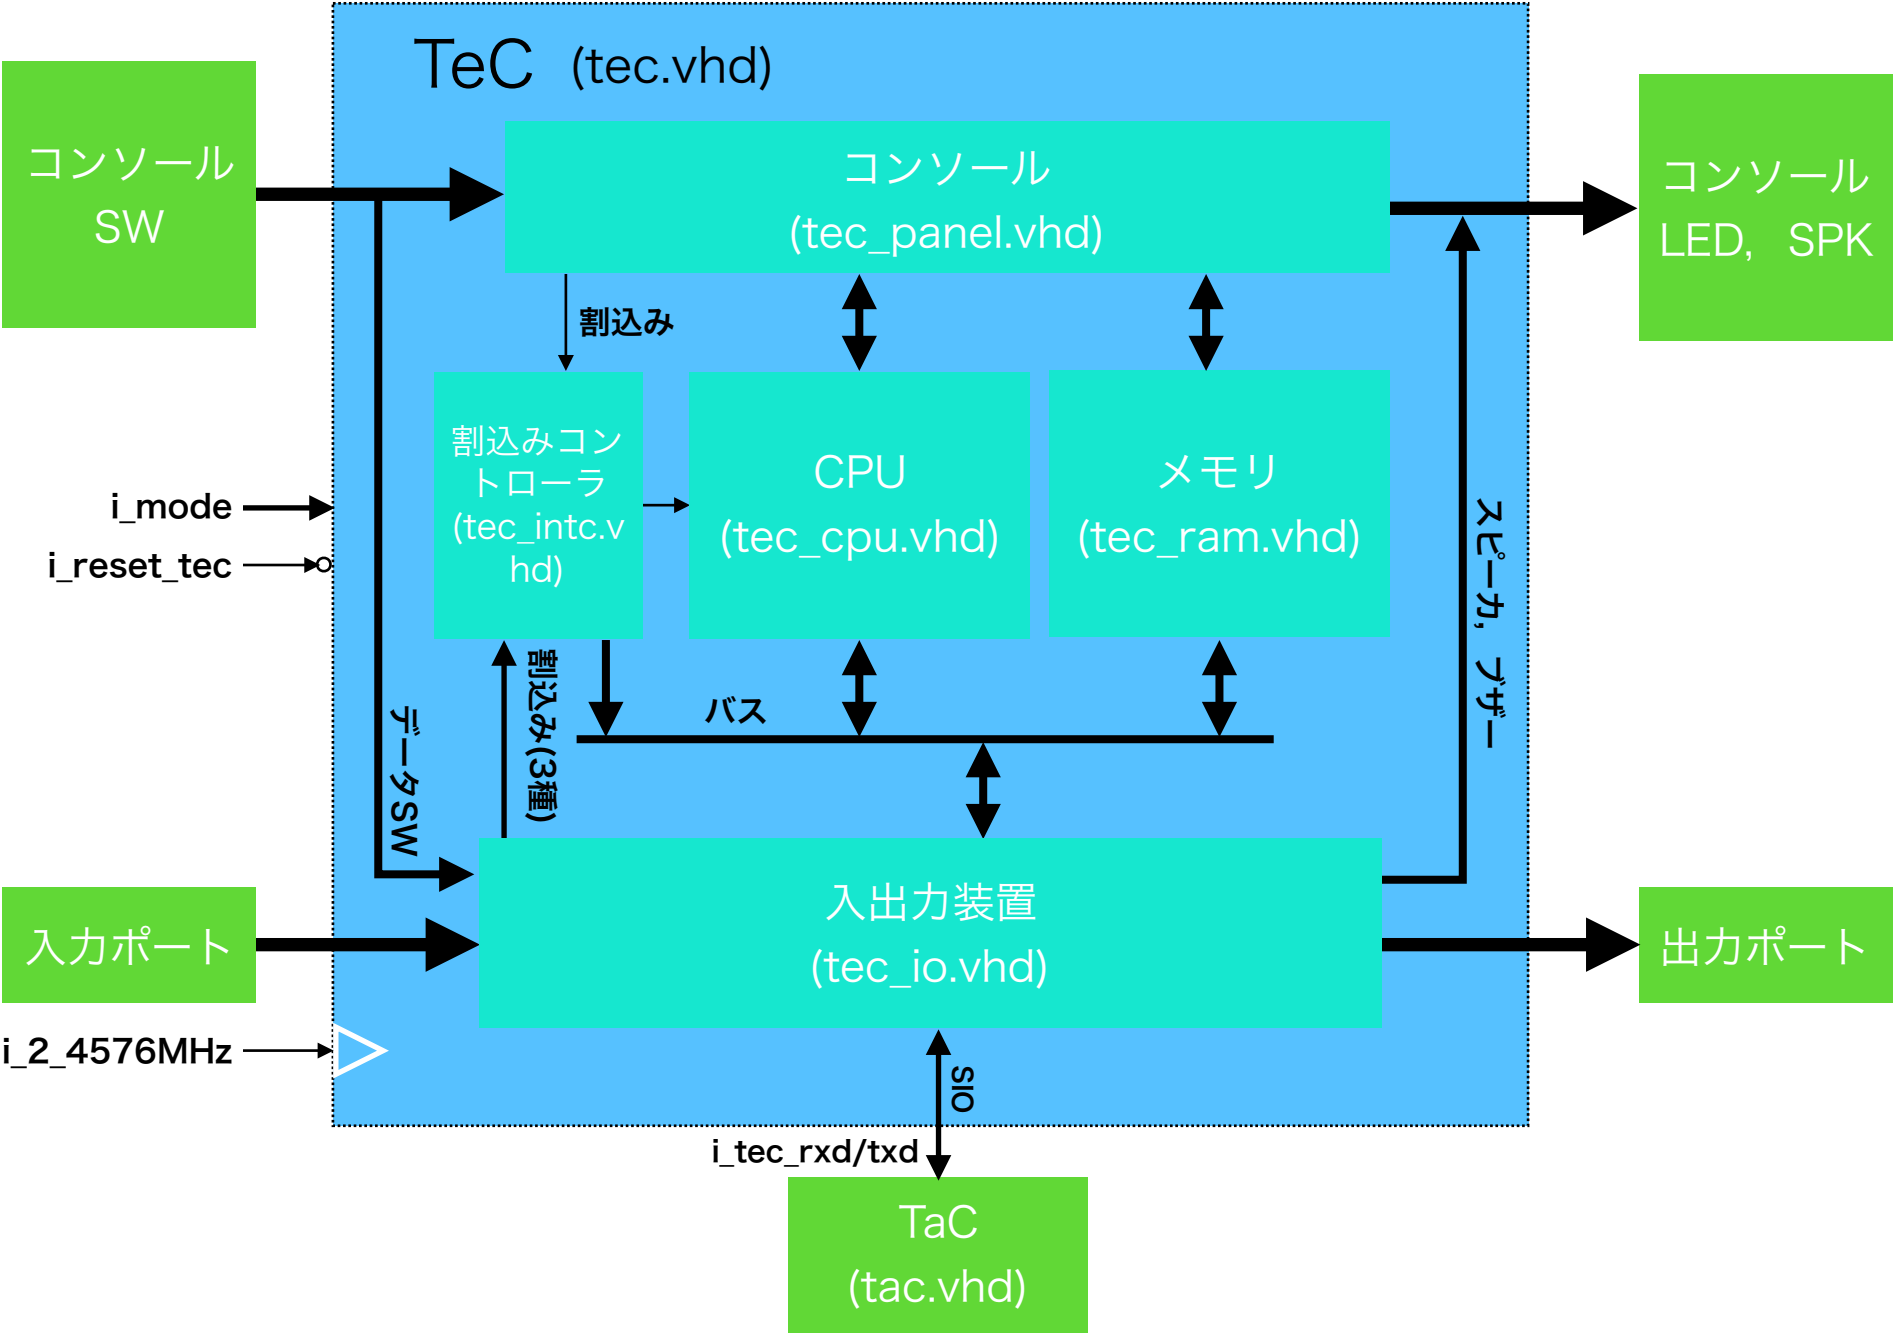 TeC (tec.vhd)
コンソール
SW
コンソール
(tec_panel.vhd)
コンソール
LED, SPK
割込み
割込みコン
トローラ
(tec_intc.v
hd)
CPU
(tec_cpu.vhd)
メモリ
(tec_ram.vhd)
i_mode
i_reset_tec
スピーカ, ブザー
割込み(3種)
バス
データSW
入力ポート
入出力装置
(tec_io.vhd)
出力ポート
i_2_4576MHz
SIO
i_tec_rxd/txd
TaC
(tac.vhd)